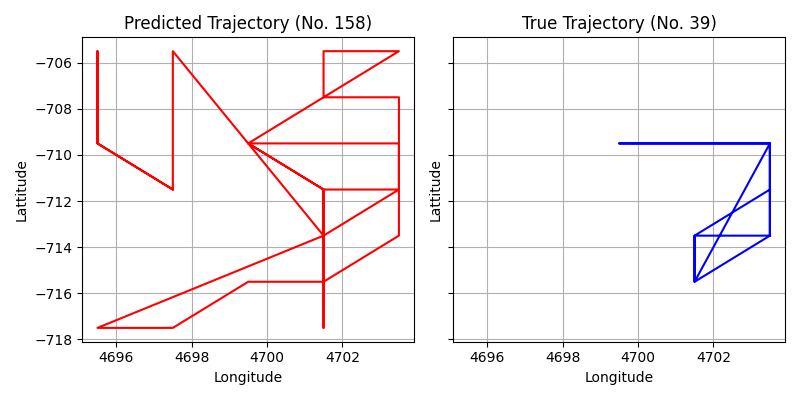 Predicted Trajectory (No. 158)
True Trajectory (No. 39)
Lattitude
−706
−708
−710
−712
−714
−716
−718
4696
4698
4700
4702
Longitude
Lattitude
4696
4698
4700
4702
Longitude